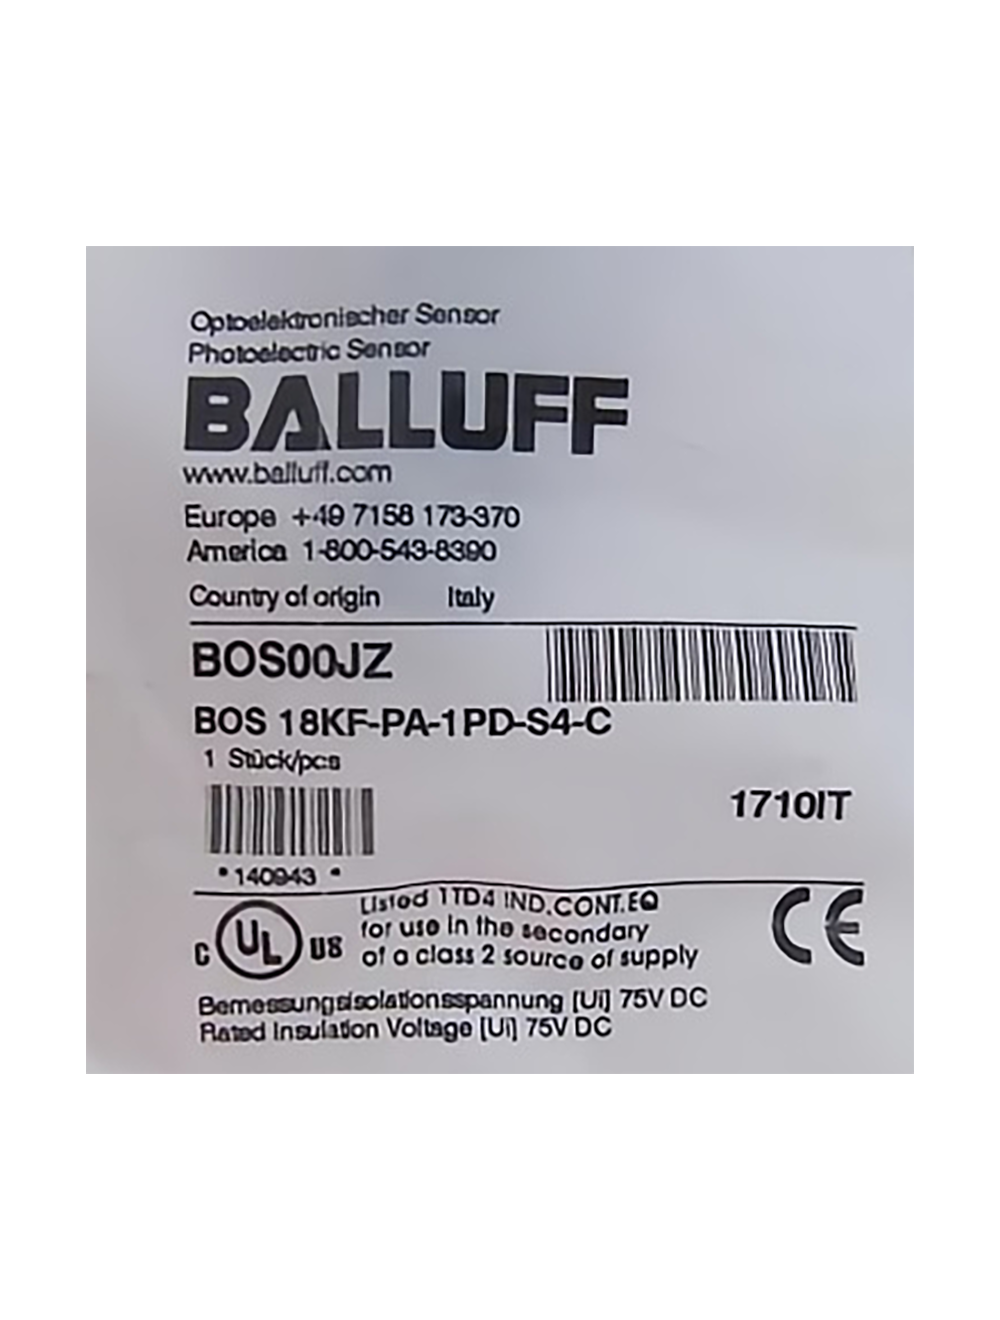 Optoelektronischer Sensor
Photoelectric Sensor
BALLUFF
www.balluff.com
Europe +49 7158 173-370
America 1-800-543-8390
Country of origin Italy
BOS00JZ
BOS 18KF-PA-1PD-S4-C
1 Stück/pcs
1710IT
*140943 *
C UL US
Listed 1TD4 IND.CONT.EQ
for use in the secondary
of a class 2 source of supply
CE
Bemessungsisolationsspannung [Ui] 75V DC
Rated Insulation Voltage [Ui] 75V DC